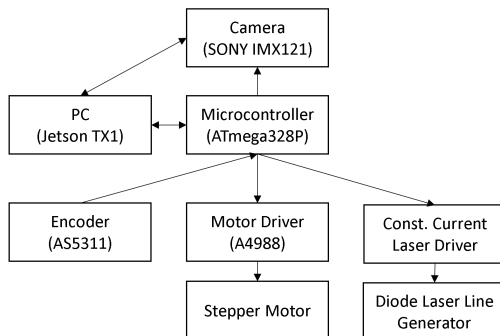 Camera
(SONY IMX121)
PC
(Jetson TX1)
Microcontroller
(ATmega328P)
Encoder
(AS5311)
Motor Driver
(A4988)
Const. Current
Laser Driver
Stepper Motor
Diode Laser Line
Generator